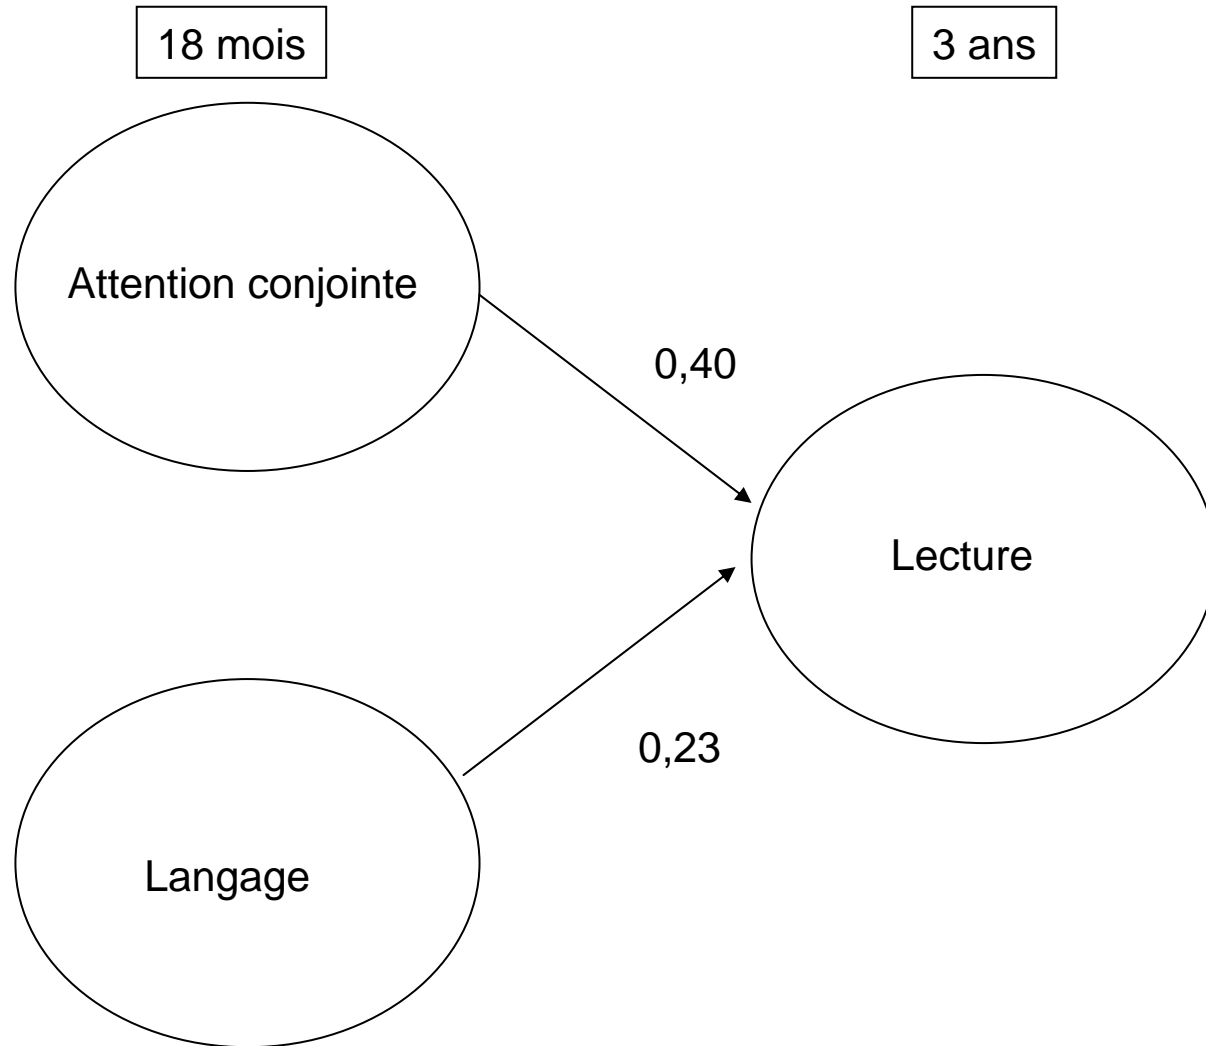 18 mois
3 ans
Attention conjointe
0,40
Lecture
0,23
Langage